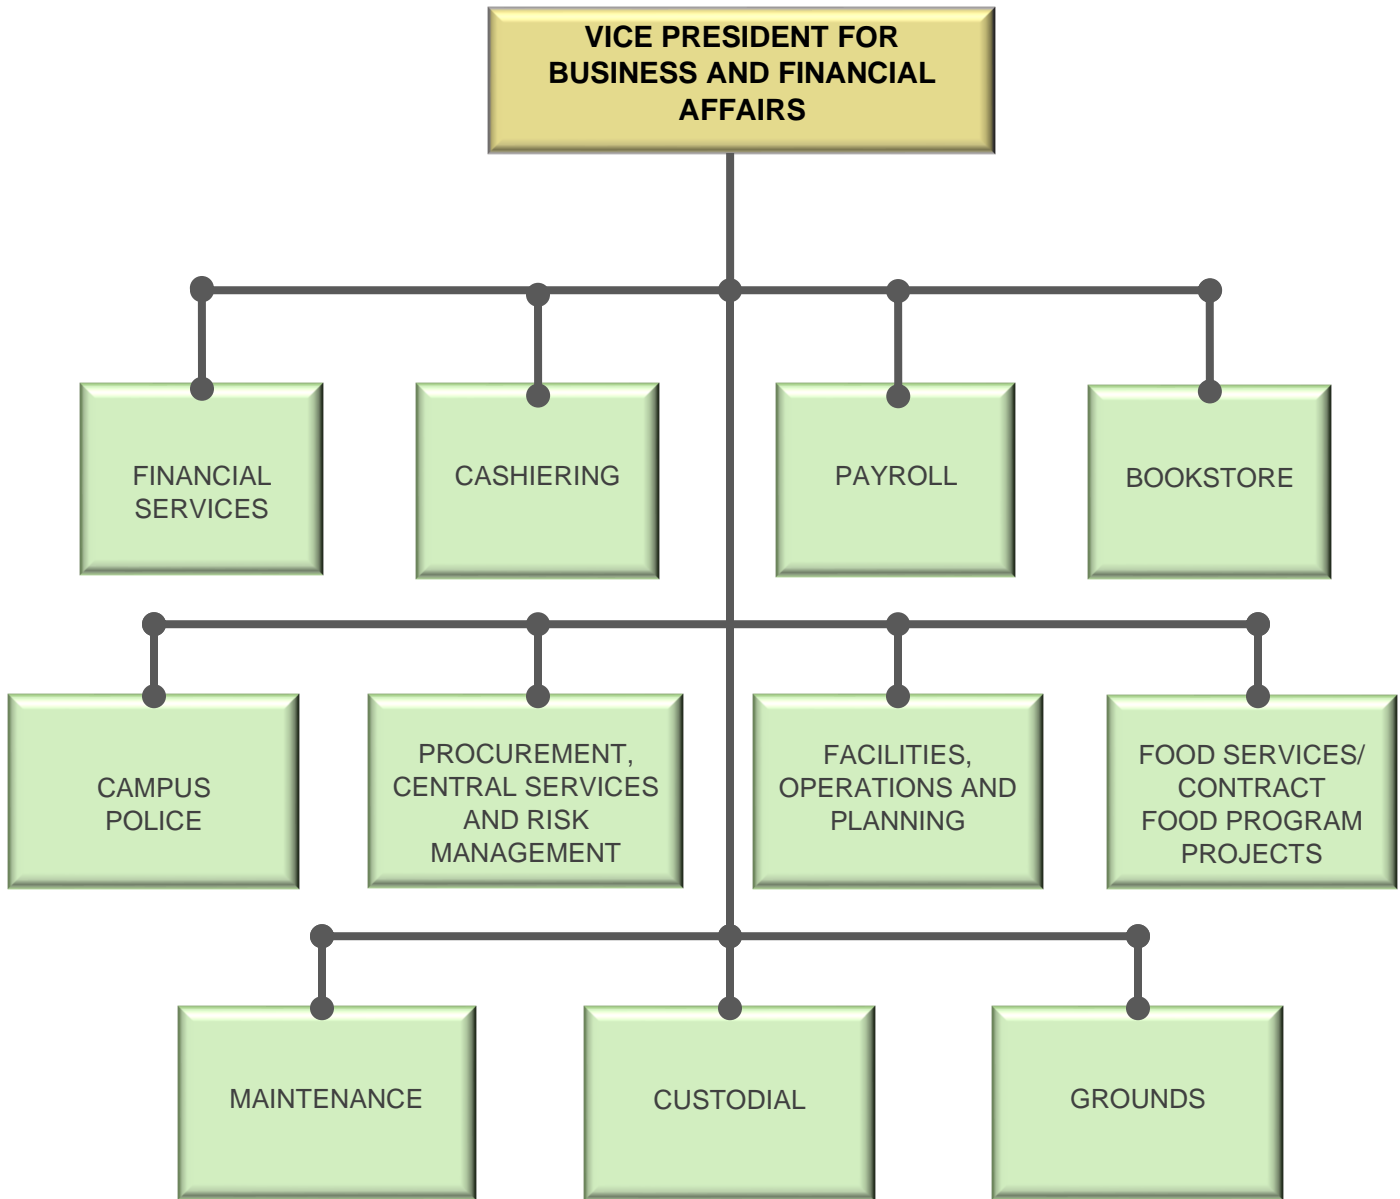 VICE PRESIDENT FOR
BUSINESS AND FINANCIAL
AFFAIRS
FINANCIAL
SERVICES
CASHIERING
PAYROLL
BOOKSTORE
CAMPUS
POLICE
PROCUREMENT,
CENTRAL SERVICES
AND RISK
MANAGEMENT
FACILITIES,
OPERATIONS AND
PLANNING
FOOD SERVICES/
CONTRACT
FOOD PROGRAM
PROJECTS
MAINTENANCE
CUSTODIAL
GROUNDS